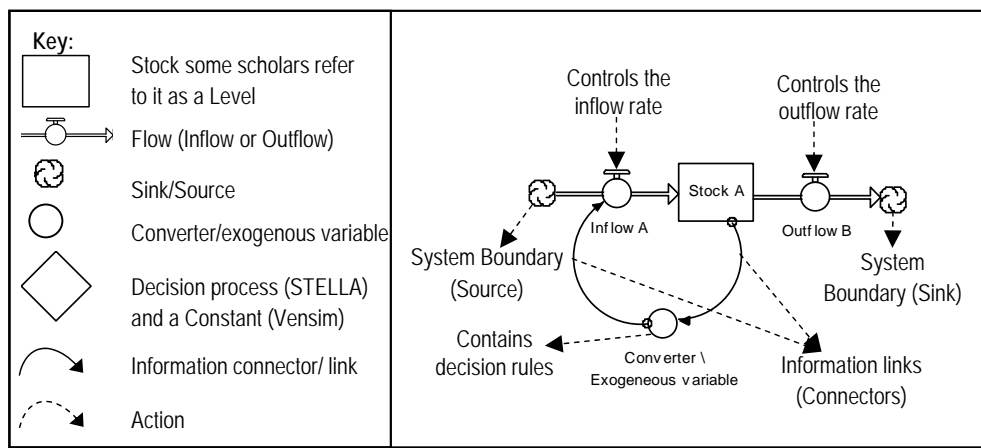 Key:
Stock some scholars refer
to it as a Level
Flow (Inflow or Outflow)
Sink/Source
Converter/exogenous variable
Decision process (STELLA)
and a Constant (Vensim)
Information connector/ link
Action
Controls the
inflow rate
Controls the
outflow rate
Stock A
Inflow A
Outflow B
System Boundary
(Source)
System
Boundary (Sink)
Contains
decision rules
Converter \
Exogeneous variable
Information links
(Connectors)